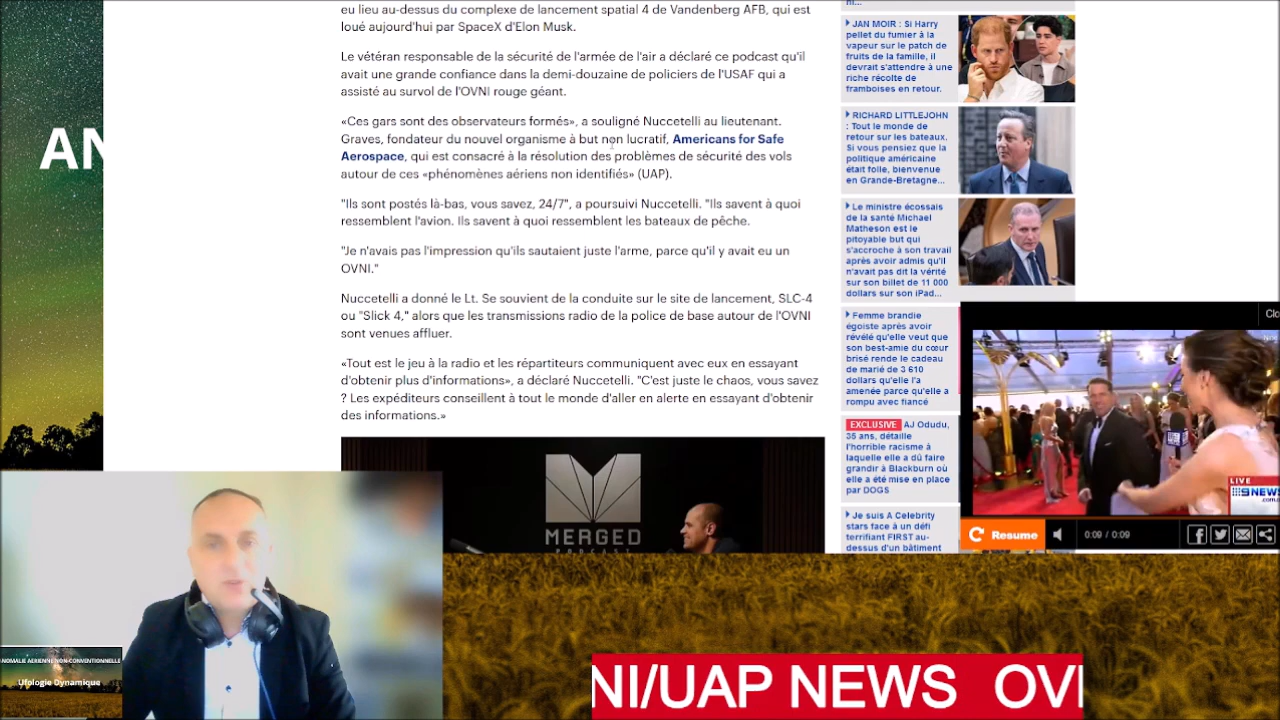 eu lieu au-dessus du complexe de lancement spatial 4 de Vandenberg AFB, qui est
loué aujourd'hui par SpaceX d'Elon Musk.
Le vétéran responsable de la sécurité de l'armée de l'air a déclaré ce podcast qu'il
avait une grande confiance dans la demi-douzaine de policiers de l'USAF qui a
assisté au survol de l'OVNI rouge géant.
«Ces gars sont des observateurs formés», a souligné Nuccetelli au lieutenant.
Graves, fondateur du nouvel organisme à but non lucratif, Americans for Safe
Aerospace, qui est consacré à la résolution des problèmes de sécurité des vols
autour de ces «phénomènes aériens non identifiés» (UAP).
"Ils sont postés là-bas, vous savez, 24/7", a poursuivi Nuccetelli. "Ils savent à quoi
ressemblent l'avion. Ils savent à quoi ressemblent les bateaux de pêche.
"Je n'avais pas l'impression qu'ils sautaient juste l'arme, parce qu'il y avait eu un
OVNI."
Nuccetelli a donné le Lt. Se souvient de la conduite sur le site de lancement, SLC-4
ou "Slick 4," alors que les transmissions radio de la police de base autour de l'OVNI
sont venues affluer.
«Tout est le jeu à la radio et les répartiteurs communiquent avec eux en essayant
d'obtenir plus d'informations», a déclaré Nuccetelli. "C'est juste le chaos, vous savez
? Les expéditeurs conseillent à tout le monde d'aller en alerte en essayant d'obtenir
des informations.»
MERGED
PODCAST
JAN MOIR : Si Harry
pellet du fumier à la
vapeur sur le patch de
fruits de la famille, il
devrait s'attendre à une
riche récolte de
framboises en retour.
RICHARD LITTLEJOHN
: Tout le monde de
retour sur les bateaux.
Si vous pensiez que la
politique américaine
était folle, bienvenue
en Grande-Bretagne...
Le ministre écossais
de la santé Michael
Matheson est le
pitoyable but qui
s'accroche à son travail
après avoir admis qu'il
n'avait pas dit la vérité
sur son billet de 11 000
dollars sur son iPad...
Femme brandie
égoïste après avoir
révélé qu'elle veut que
son best-amie du cœur
brisé rende le cadeau
de marié de 3 610
dollars qu'elle l'a
amenée parce qu'elle a
rompu avec fiancé
EXCLUSIVE AJ Odudu,
35 ans, détaille
l'horrible racisme à
laquelle elle a dû faire
grandir à Blackburn où
elle a été mise en place
par DOGS
Je suis A Celebrity
stars face à un défi
terrifiant FIRST au-
dessus d'un bâtiment
Clo
LIVE
9NEWS
.com.
Resume
0:09 / 0:09
AN
ANOMALIE AERIENNE NON-CONVENTIONNELLE
Ufologie Dynamique
NI/UAP NEWS OVI